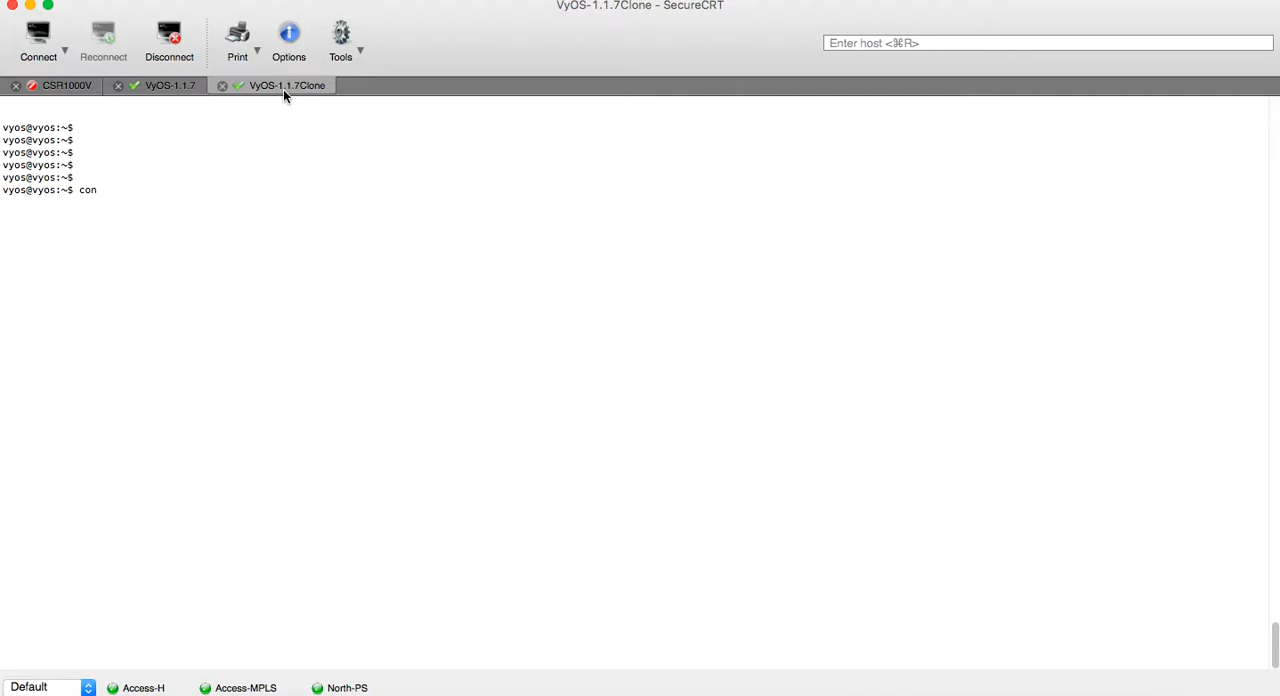 VyOS-1.1.7Clone - SecureCRT
Connect Reconnect Disconnect Print Options Tools
Enter host <⌘R>
CSR1000V VyOS-1.1.7 VyOS-1.1.7Clone
vyos@vyos:~$
vyos@vyos:~$
vyos@vyos:~$
vyos@vyos:~$
vyos@vyos:~$
vyos@vyos:~$ con
Default Access-H Access-MPLS North-PS